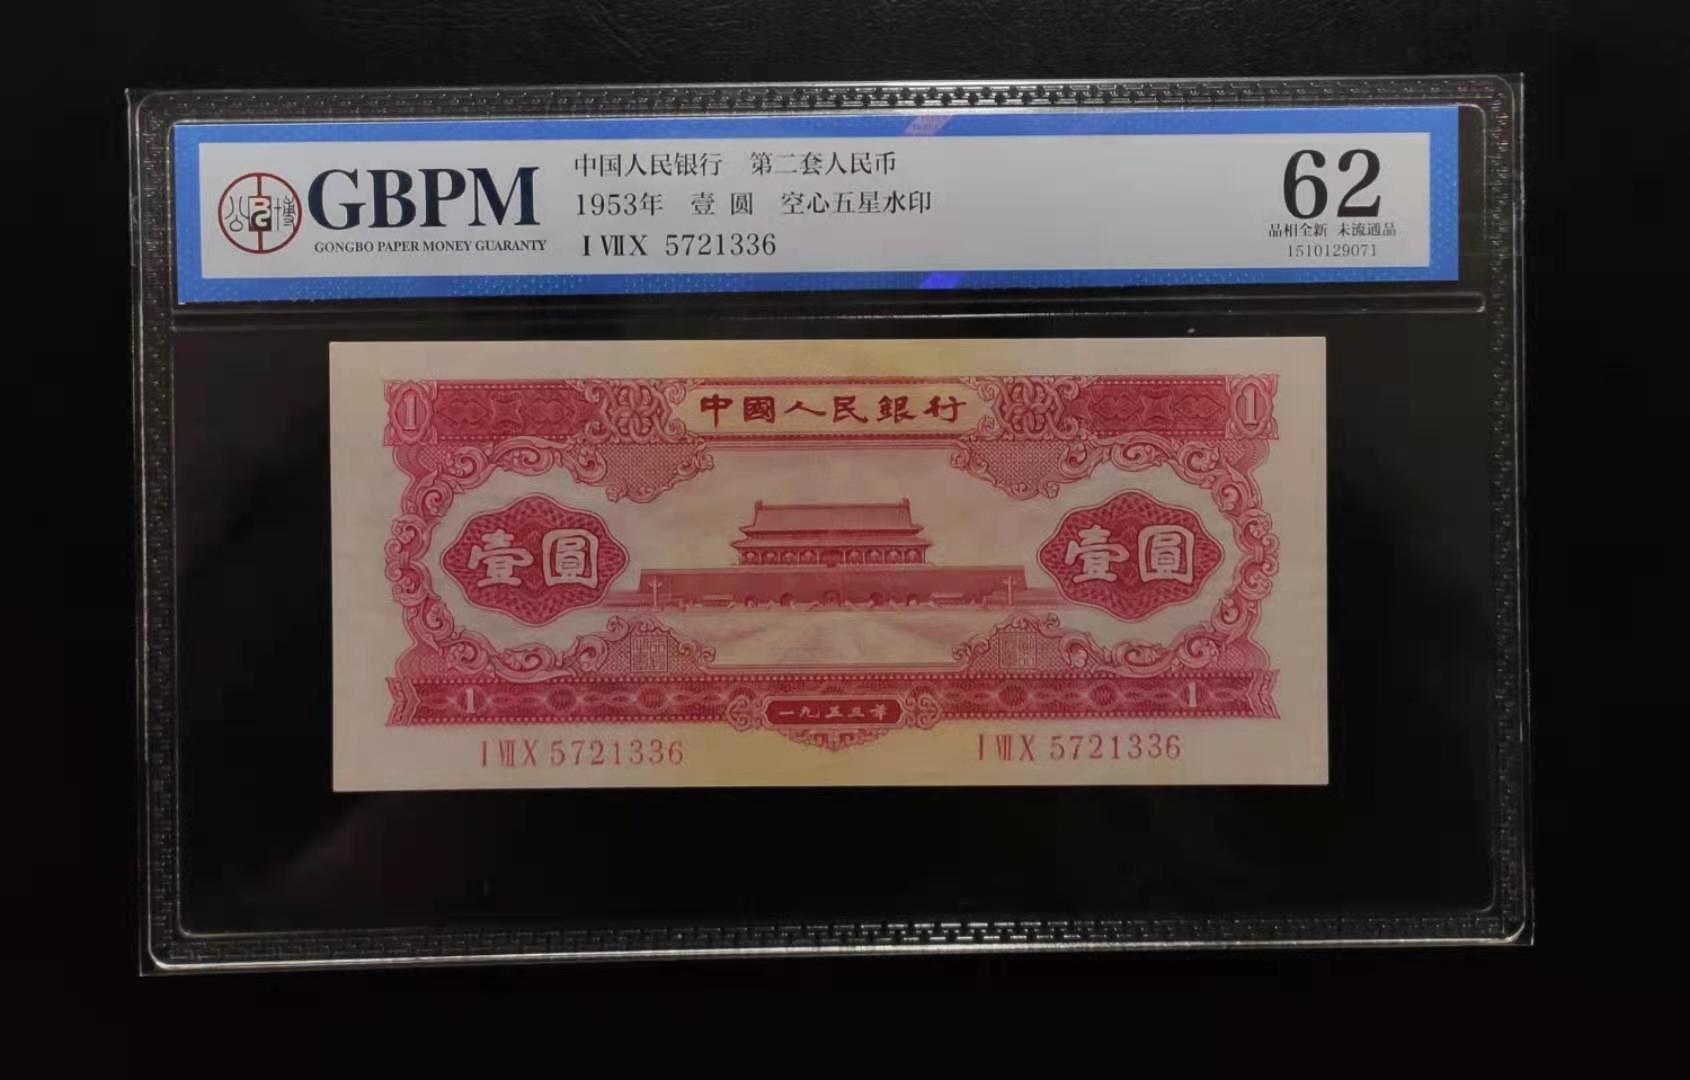 公博
GBPM
GONGBO PAPER MONEY GUARANTY
中国人民银行 第二套人民币
1953年 壹圆 空心五星水印
I VII X 5721336
62
品相全新 未流通品
1510129071
1 中國人民銀行 1
壹圓 壹圓
1 一九五三年 1
I VII X 5721336 I VII X 5721336